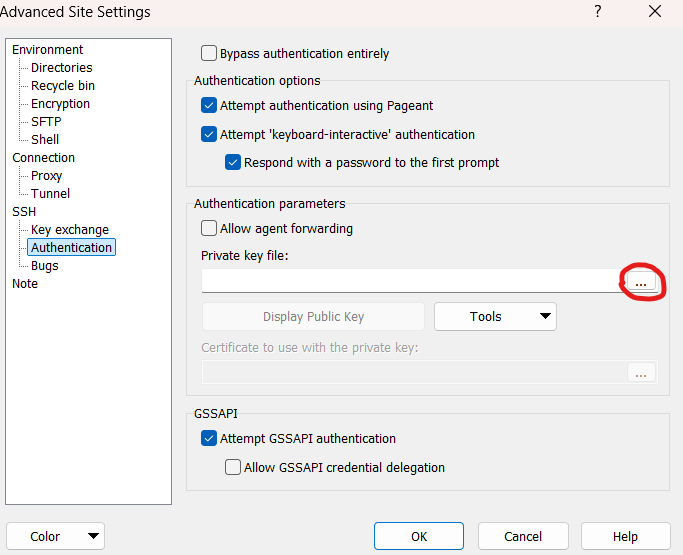 Advanced Site Settings
?
Environment
Directories
Recycle bin
Encryption
SFTP
Shell
Connection
Proxy
Tunnel
SSH
Key exchange
Authentication
Bugs
Note
Bypass authentication entirely
Authentication options
Attempt authentication using Pageant
Attempt 'keyboard-interactive' authentication
Respond with a password to the first prompt
Authentication parameters
Allow agent forwarding
Private key file:
...
Display Public Key
Tools
Certificate to use with the private key:
...
GSSAPI
Attempt GSSAPI authentication
Allow GSSAPI credential delegation
Color
OK
Cancel
Help